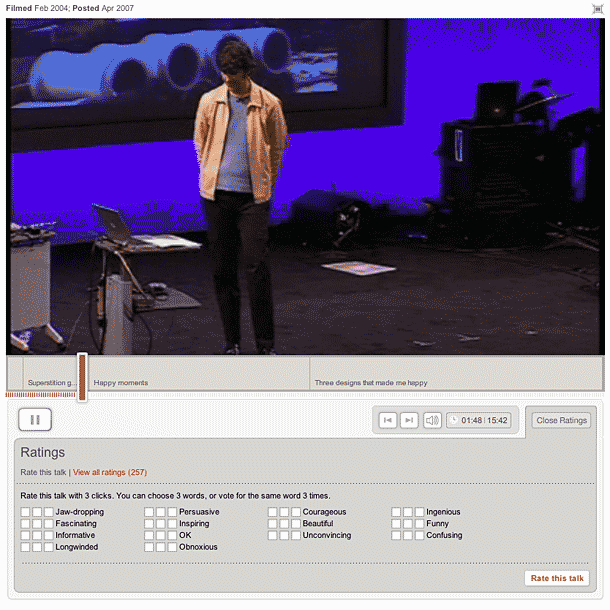 Filmed Feb 2004; Posted Apr 2007
Superstition g... Happy moments Three designs that made me happy
01:48 | 15:42 Close Ratings
Ratings
Rate this talk | View all ratings (257)
Rate this talk with 3 clicks. You can choose 3 words, or vote for the same word 3 times.
Jaw-dropping Persuasive Courageous Ingenious
Fascinating Inspiring Beautiful Funny
Informative OK Unconvincing Confusing
Longwinded Obnoxious
Rate this talk